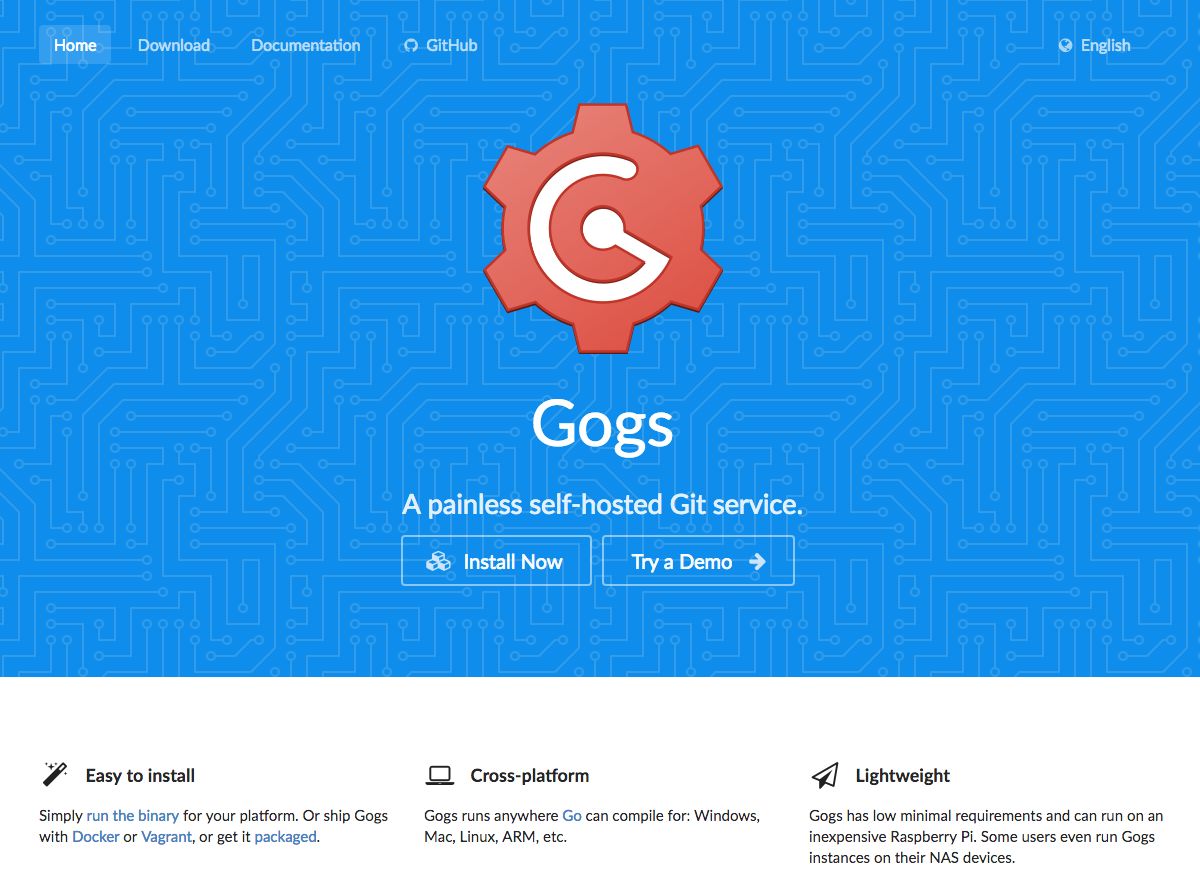 Home Download Documentation GitHub English
Gogs
A painless self-hosted Git service.
Install Now Try a Demo
Easy to install
Simply run the binary for your platform. Or ship Gogs
with Docker or Vagrant, or get it packaged.
Cross-platform
Gogs runs anywhere Go can compile for: Windows,
Mac, Linux, ARM, etc.
Lightweight
Gogs has low minimal requirements and can run on an
inexpensive Raspberry Pi. Some users even run Gogs
instances on their NAS devices.